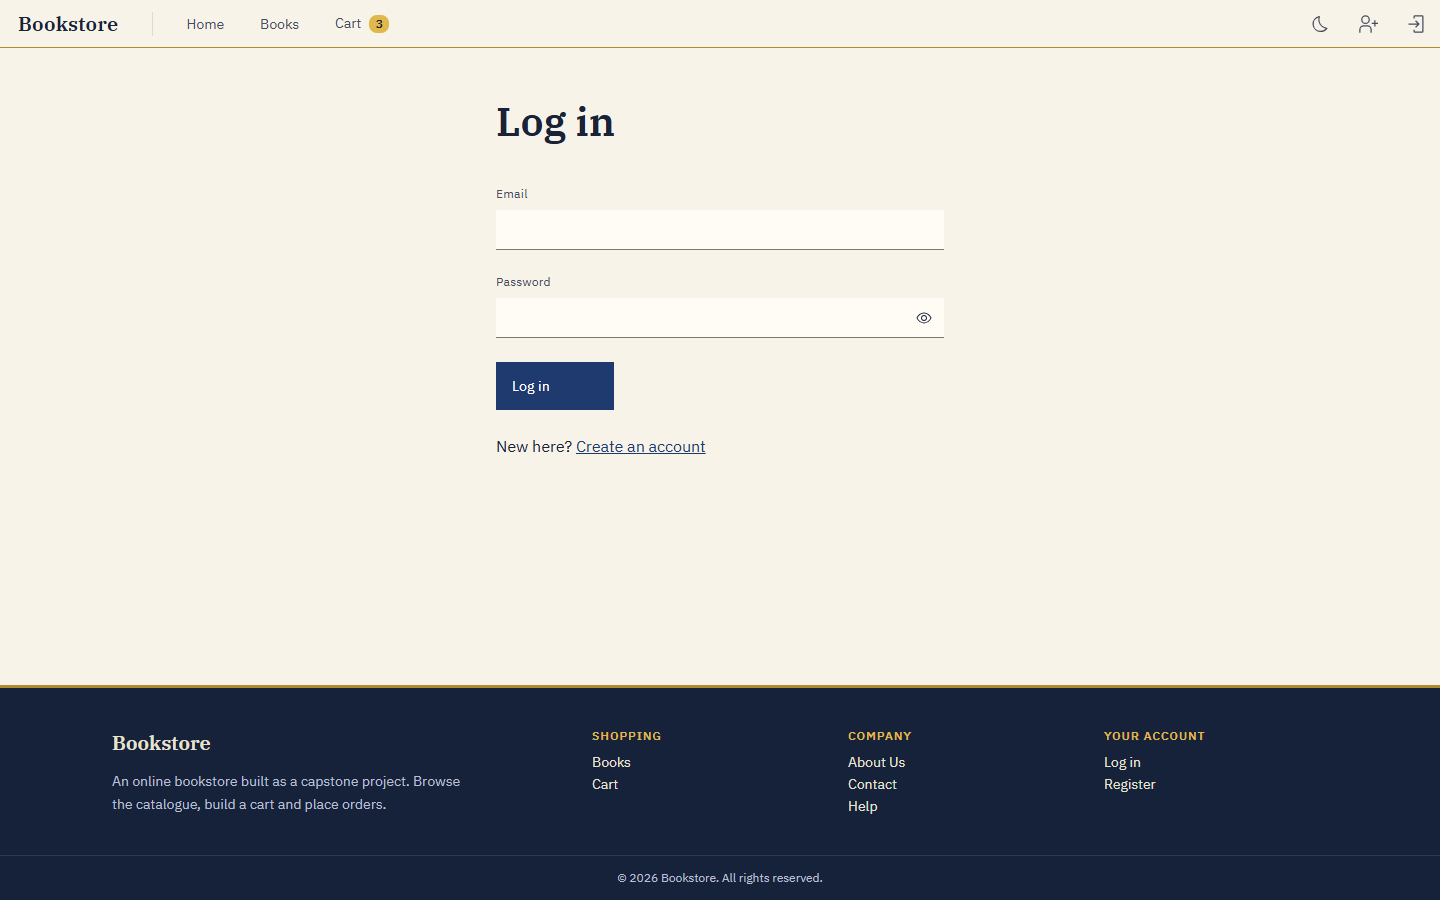 Bookstore
Home
Books
Cart 3
Log in
Email
Password
Log in
New here? Create an account
Bookstore
An online bookstore built as a capstone project. Browse
the catalogue, build a cart and place orders.
SHOPPING
Books
Cart
COMPANY
About Us
Contact
Help
YOUR ACCOUNT
Log in
Register
© 2026 Bookstore. All rights reserved.